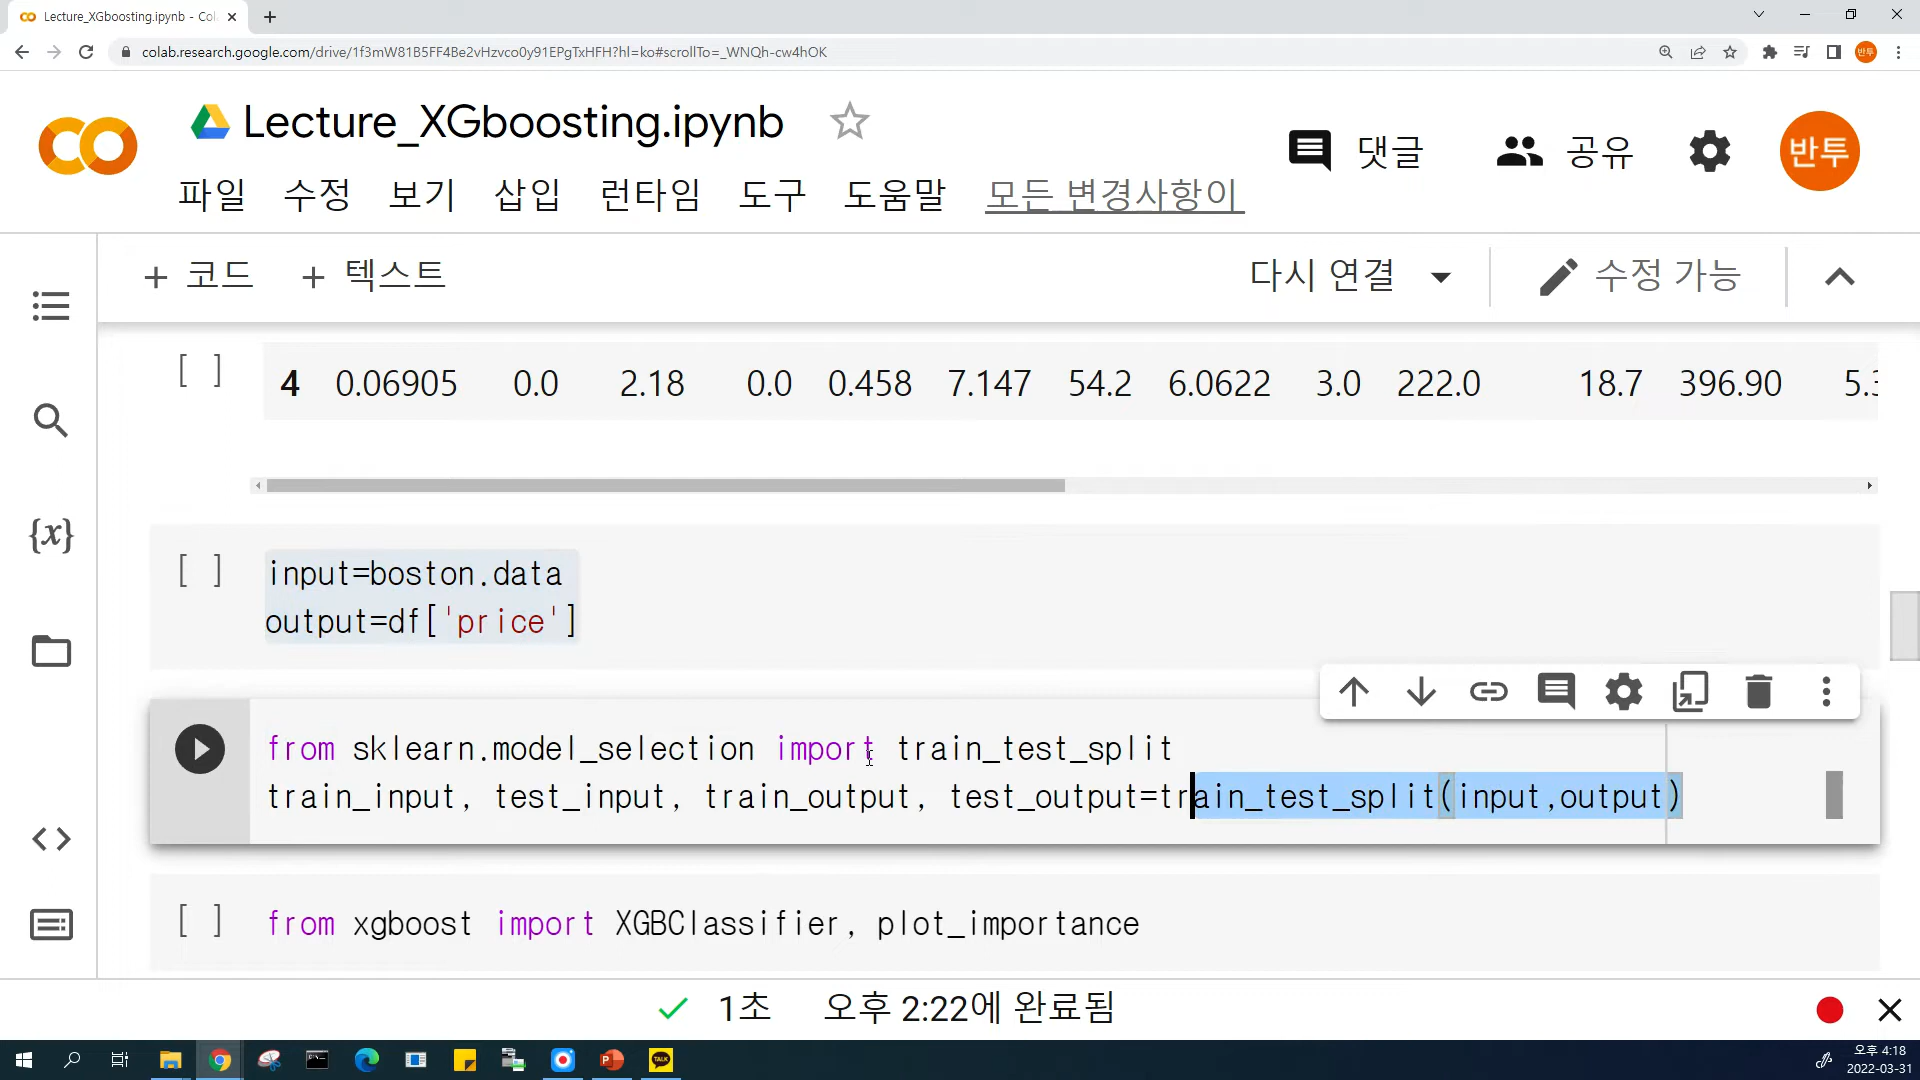 Lecture_XGboosting.ipynb - Col
colab.research.google.com/drive/1f3mW81B5FF4Be2vHzvco0y91EPgTxHFH?hl=ko#scrollTo=_WNQh-cw4hOK
반투
Lecture_XGboosting.ipynb
댓글
공유
반투
파일 수정 보기 삽입 런타임 도구 도움말 모든 변경사항이
+ 코드 + 텍스트
다시 연결
수정 가능
[ ] 4 0.06905 0.0 2.18 0.0 0.458 7.147 54.2 6.0622 3.0 222.0 18.7 396.90 5.3
{x}
[ ] input=boston.data
output=df['price']
from sklearn.model_selection import train_test_split
train_input, test_input, train_output, test_output=train_test_split(input,output)
[ ] from xgboost import XGBClassifier, plot_importance
1초 오후 2:22에 완료됨
TALK
오후 4:18
2022-03-31